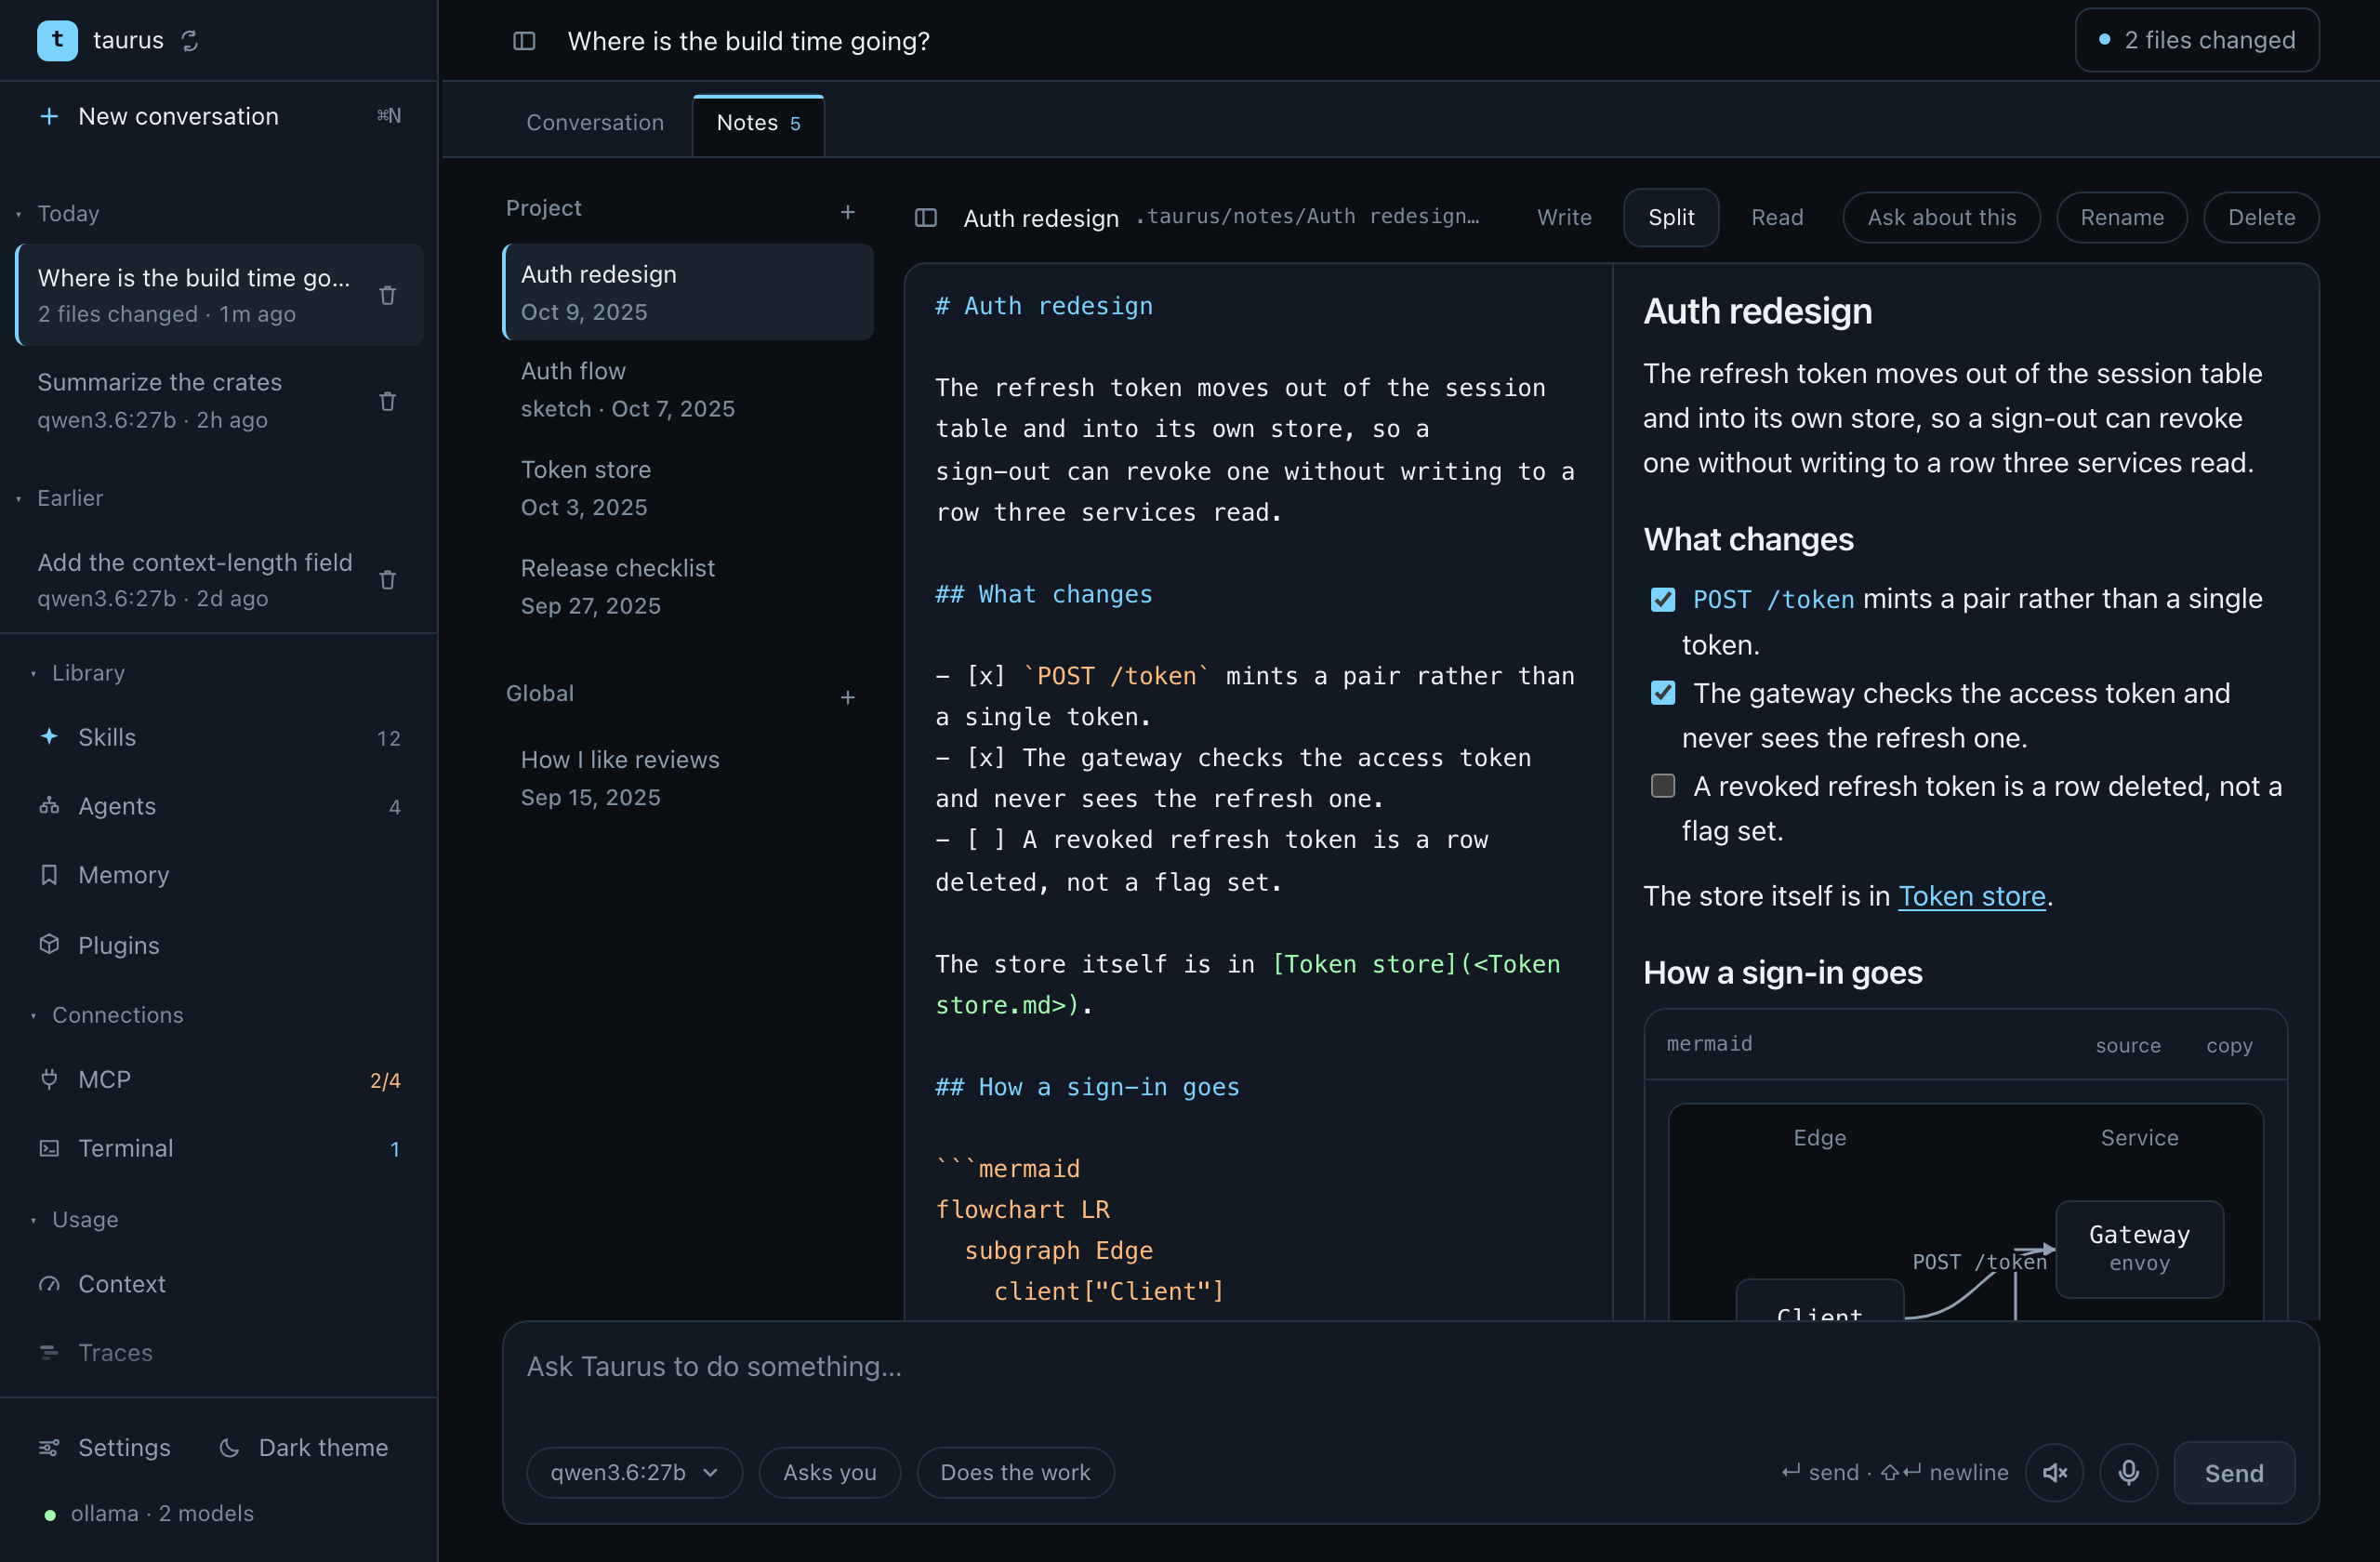 t taurus
New conversation ⌘N
Today
Where is the build time go...
2 files changed · 1m ago
Summarize the crates
qwen3.6:27b · 2h ago
Earlier
Add the context-length field
qwen3.6:27b · 2d ago
Library
Skills 12
Agents 4
Memory
Plugins
Connections
MCP 2/4
Terminal 1
Usage
Context
Traces
Settings Dark theme
ollama · 2 models
Where is the build time going?
2 files changed
Conversation
Notes 5
Project +
Auth redesign
Oct 9, 2025
Auth flow
sketch · Oct 7, 2025
Token store
Oct 3, 2025
Release checklist
Sep 27, 2025
Global +
How I like reviews
Sep 15, 2025
Auth redesign .taurus/notes/Auth redesign…
Write Split Read Ask about this Rename Delete
# Auth redesign
The refresh token moves out of the session
table and into its own store, so a
sign-out can revoke one without writing to a
row three services read.
## What changes
- [x] `POST /token` mints a pair rather than
a single token.
- [x] The gateway checks the access token
and never sees the refresh one.
- [ ] A revoked refresh token is a row
deleted, not a flag set.
The store itself is in [Token store](<Token
store.md>).
## How a sign-in goes
```mermaid
flowchart LR
subgraph Edge
client["Client"]
Auth redesign
The refresh token moves out of the session table
and into its own store, so a sign-out can revoke
one without writing to a row three services read.
What changes
POST /token mints a pair rather than a single
token.
The gateway checks the access token and
never sees the refresh one.
A revoked refresh token is a row deleted, not a
flag set.
The store itself is in Token store.
How a sign-in goes
mermaid source copy
Edge Service
Gateway
envoy
POST /token
Client
Ask Taurus to do something...
qwen3.6:27b Asks you Does the work
↵ send · ⇧↵ newline Send